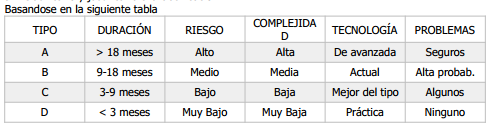 Basandose en la siguiente tabla
TIPO DURACIÓN RIESGO COMPLEJIDA
D TECNOLOGÍA PROBLEMAS
A > 18 meses Alto Alta De avanzada Seguros
B 9-18 meses Medio Media Actual Alta probab.
C 3-9 meses Bajo Baja Mejor del tipo Algunos
D < 3 meses Muy Bajo Muy Baja Práctica Ninguno